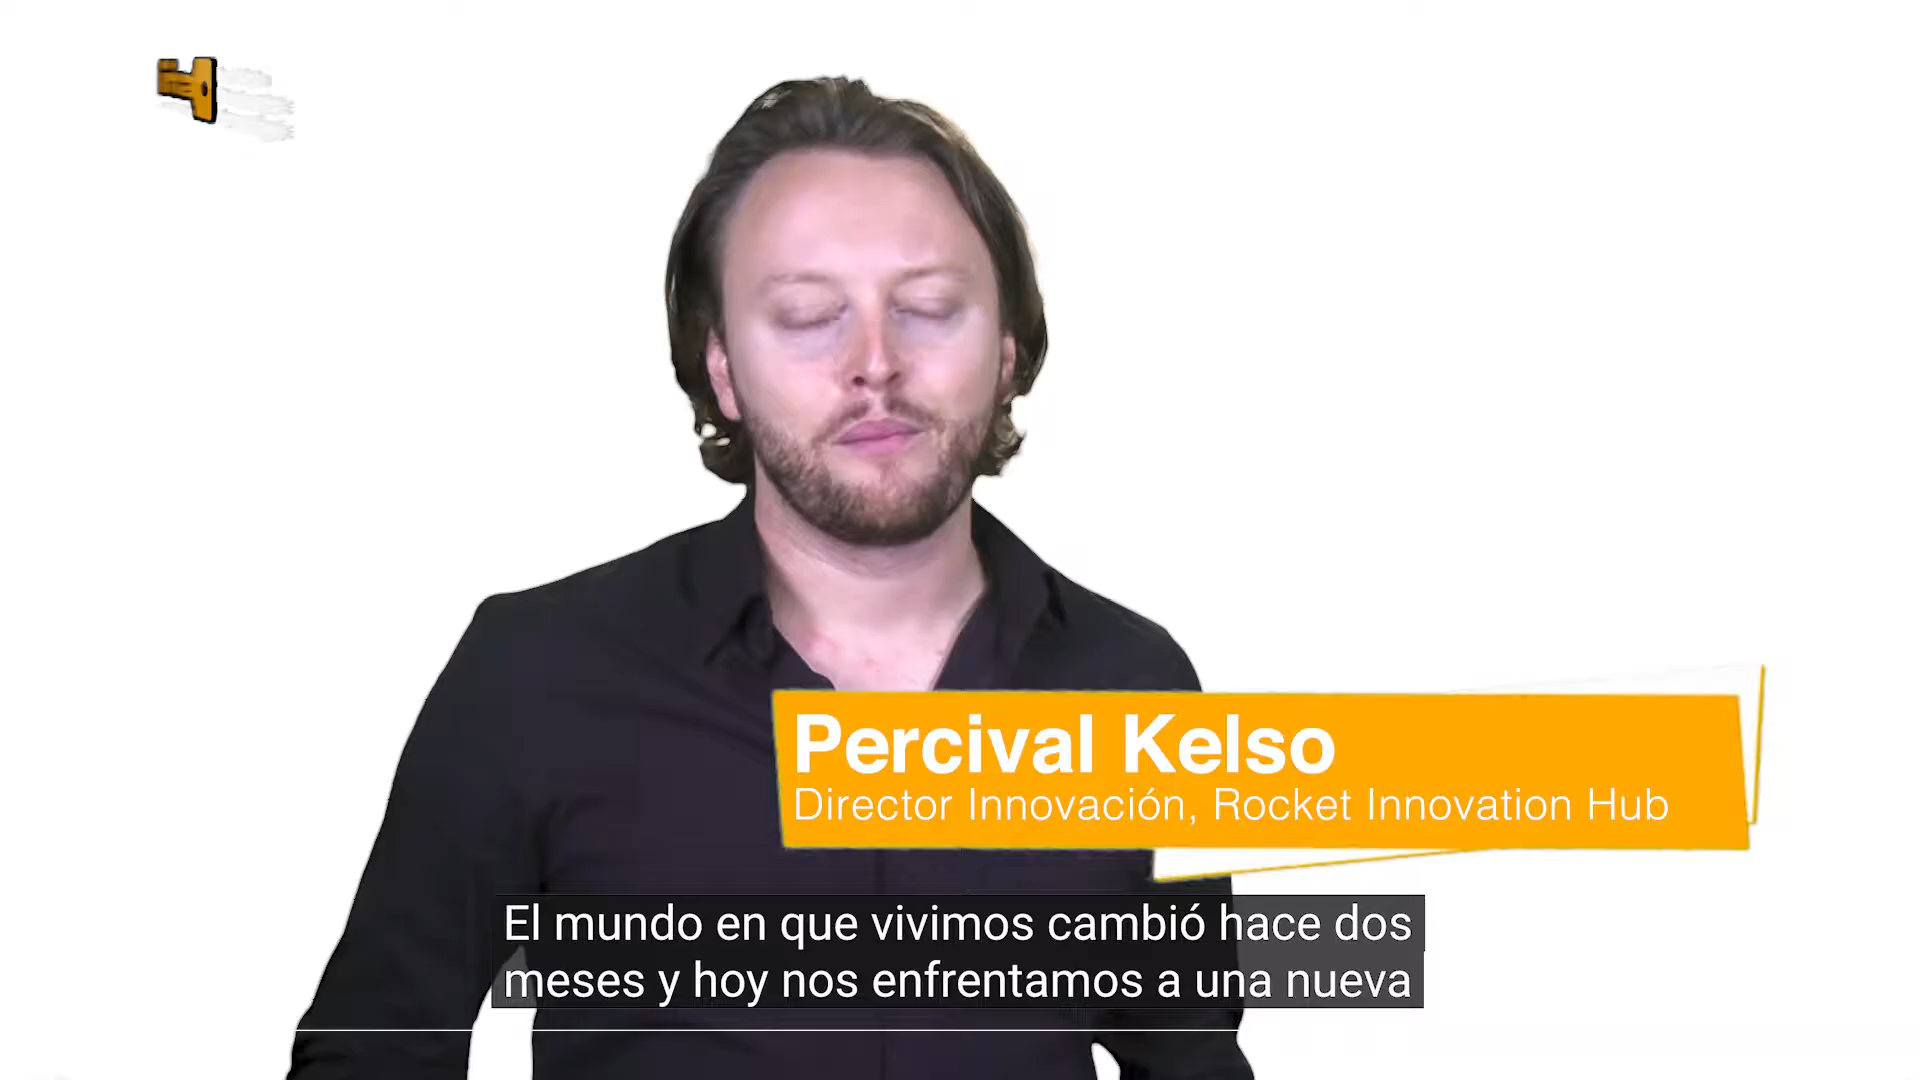 Percival Kelso
Director Innovación, Rocket Innovation Hub
El mundo en que vivimos cambió hace dos
meses y hoy nos enfrentamos a una nueva